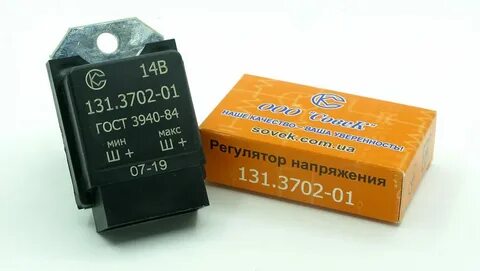 14В
131.3702-01
ГОСТ 3940-84
мин макс
Ш + Ш +
07-19
ООО "СовеК"
НАШЕ КАЧЕСТВО - ВАША УВЕРЕННОСТЬ!
sovek.com.ua
Регулятор напряжения
131.3702-01